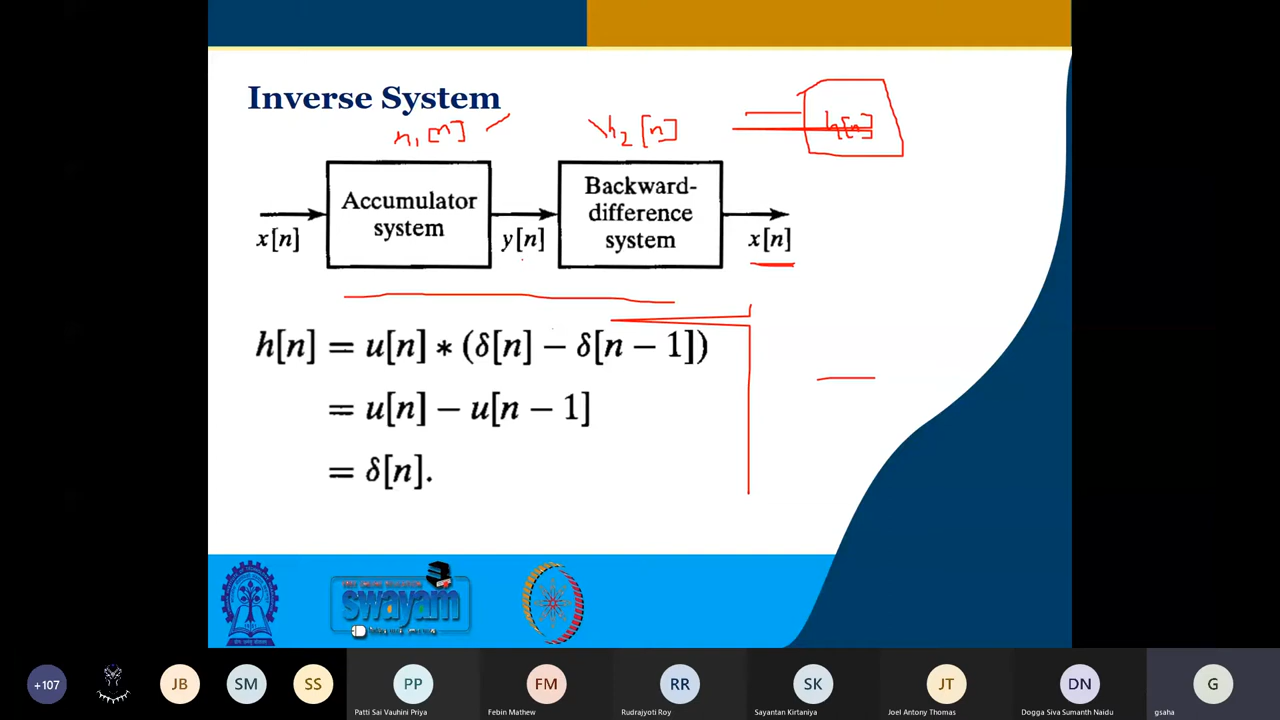 Inverse System
h₁[n]
h₂[n]
h[n]
Accumulator
system
Backward-
difference
system
x[n]
y[n]
x[n]
h[n] = u[n] * (δ[n] − δ[n − 1])
= u[n] − u[n − 1]
= δ[n].
swayam
+107
JB
SM
SS
PP
FM
RR
SK
JT
DN
G
Patti Sai Vauhini Priya
Febin Mathew
Rudrajyoti Roy
Sayantan Kirtaniya
Joel Antony Thomas
Dogga Siva Sumanth Naidu
gsaha